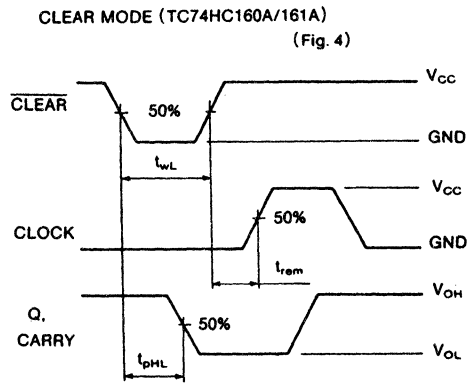 CLEAR MODE (TC74HC160A/161A)
(Fig. 4)
CLEAR
50%
VCC
GND
twL
CLOCK
50%
VCC
GND
trem
Q,
CARRY
50%
VOH
VOL
tpHL